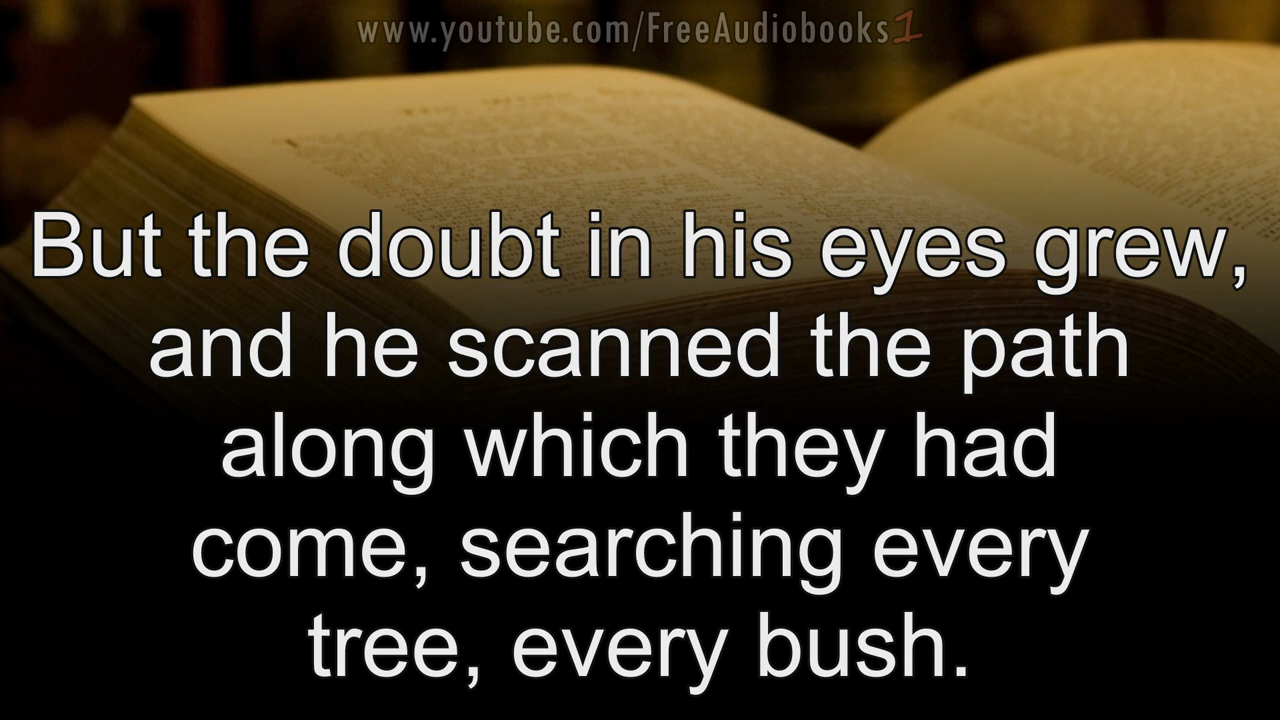 www.youtube.com/FreeAudiobooks1
But the doubt in his eyes grew,
and he scanned the path
along which they had
come, searching every
tree, every bush.